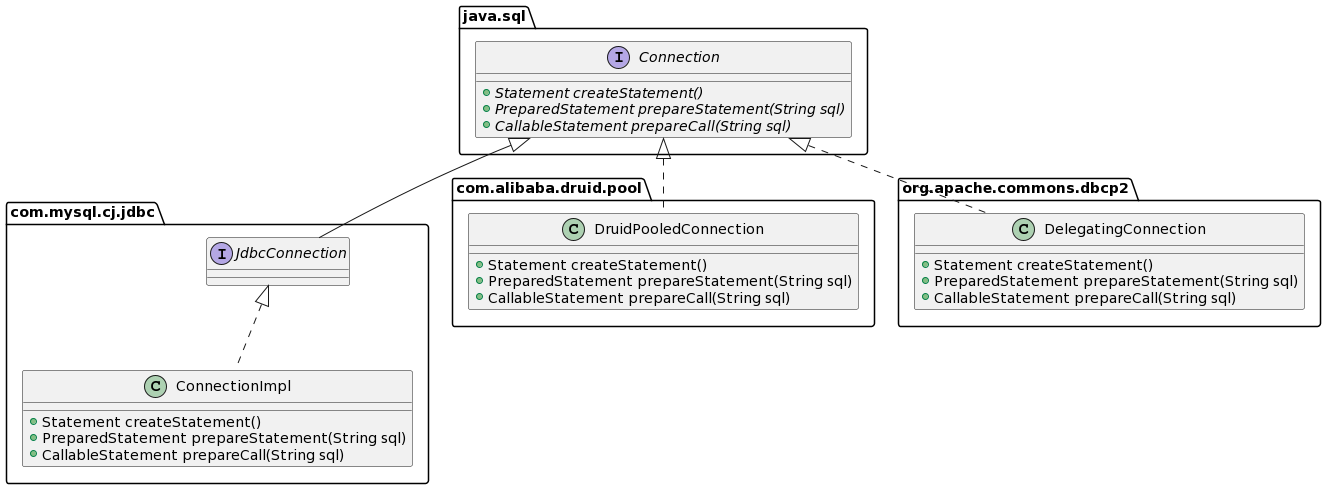 java.sql
I Connection
Statement createStatement()
PreparedStatement prepareStatement(String sql)
CallableStatement prepareCall(String sql)
com.mysql.cj.jdbc
I JdbcConnection
C ConnectionImpl
Statement createStatement()
PreparedStatement prepareStatement(String sql)
CallableStatement prepareCall(String sql)
com.alibaba.druid.pool
C DruidPooledConnection
Statement createStatement()
PreparedStatement prepareStatement(String sql)
CallableStatement prepareCall(String sql)
org.apache.commons.dbcp2
C DelegatingConnection
Statement createStatement()
PreparedStatement prepareStatement(String sql)
CallableStatement prepareCall(String sql)